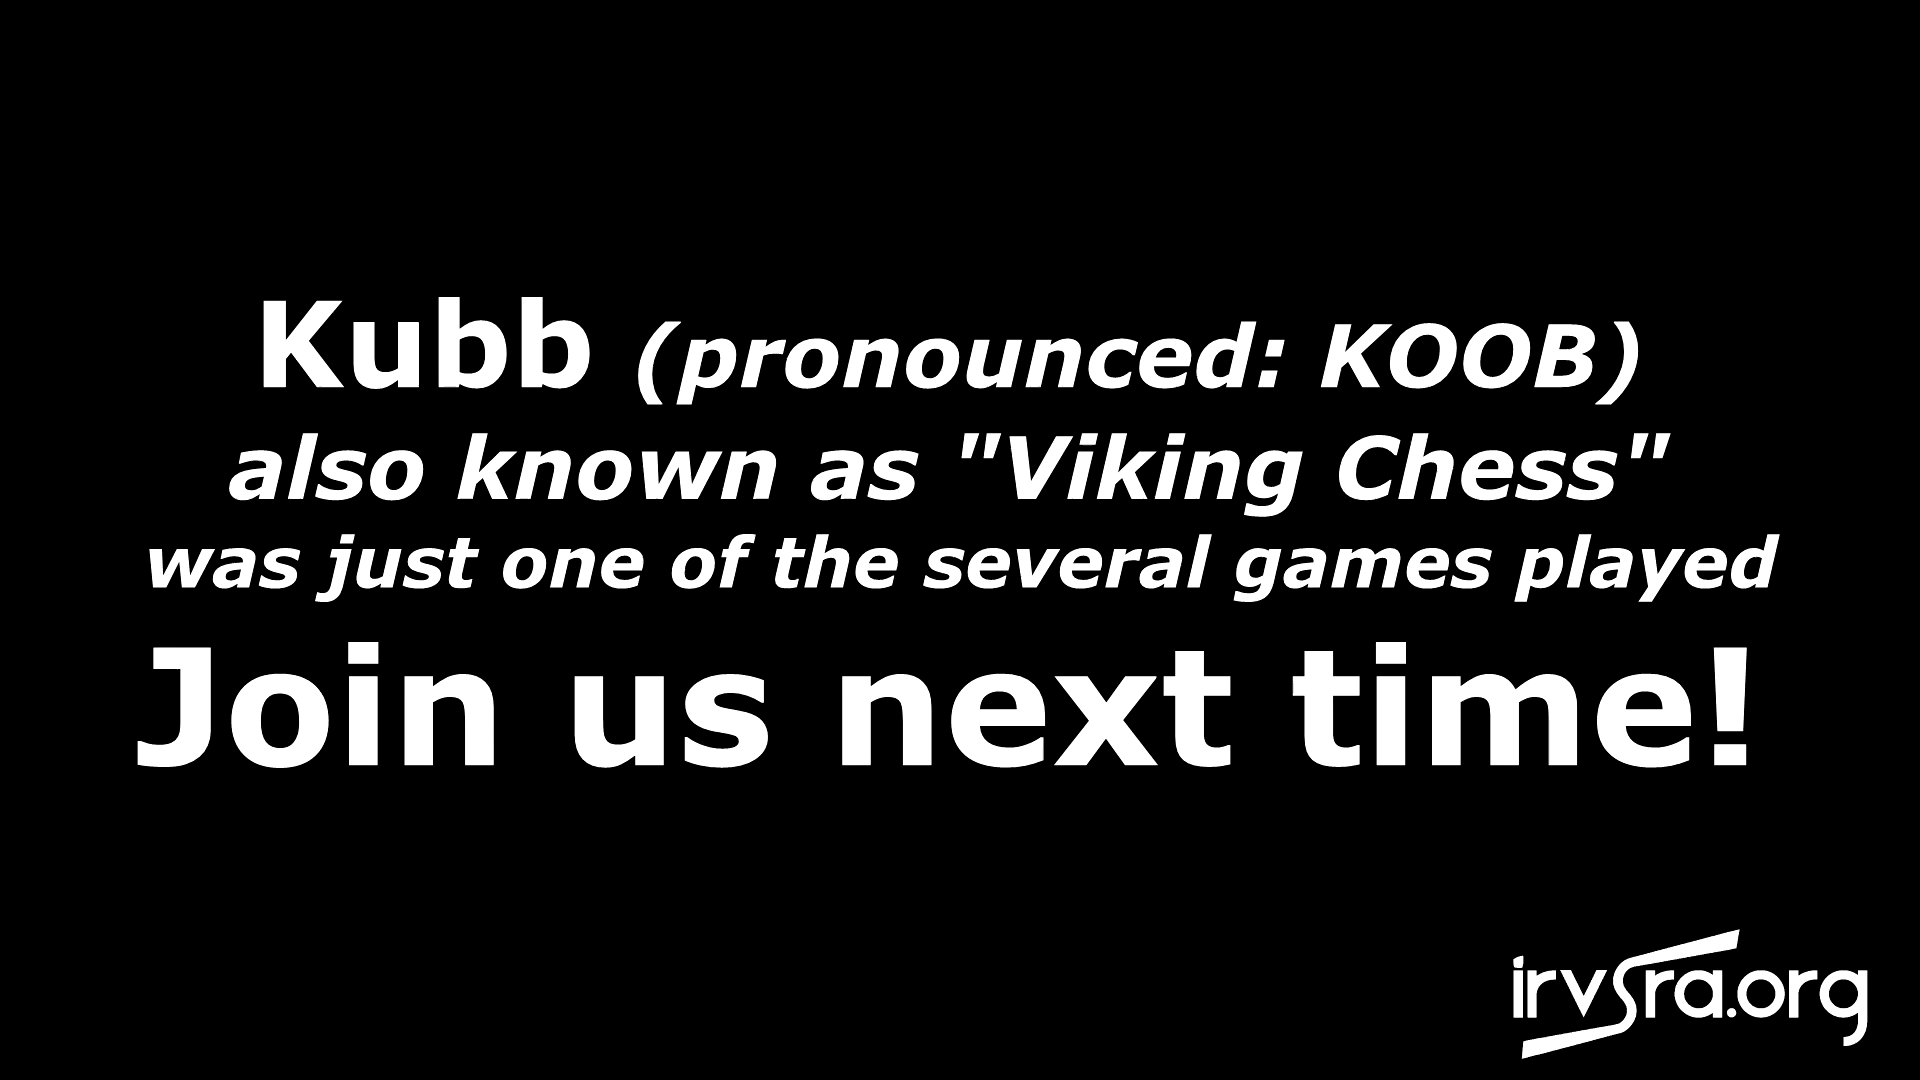 Kubb (pronounced: KOOB)
also known as "Viking Chess"
was just one of the several games played
Join us next time!
irvsra.org